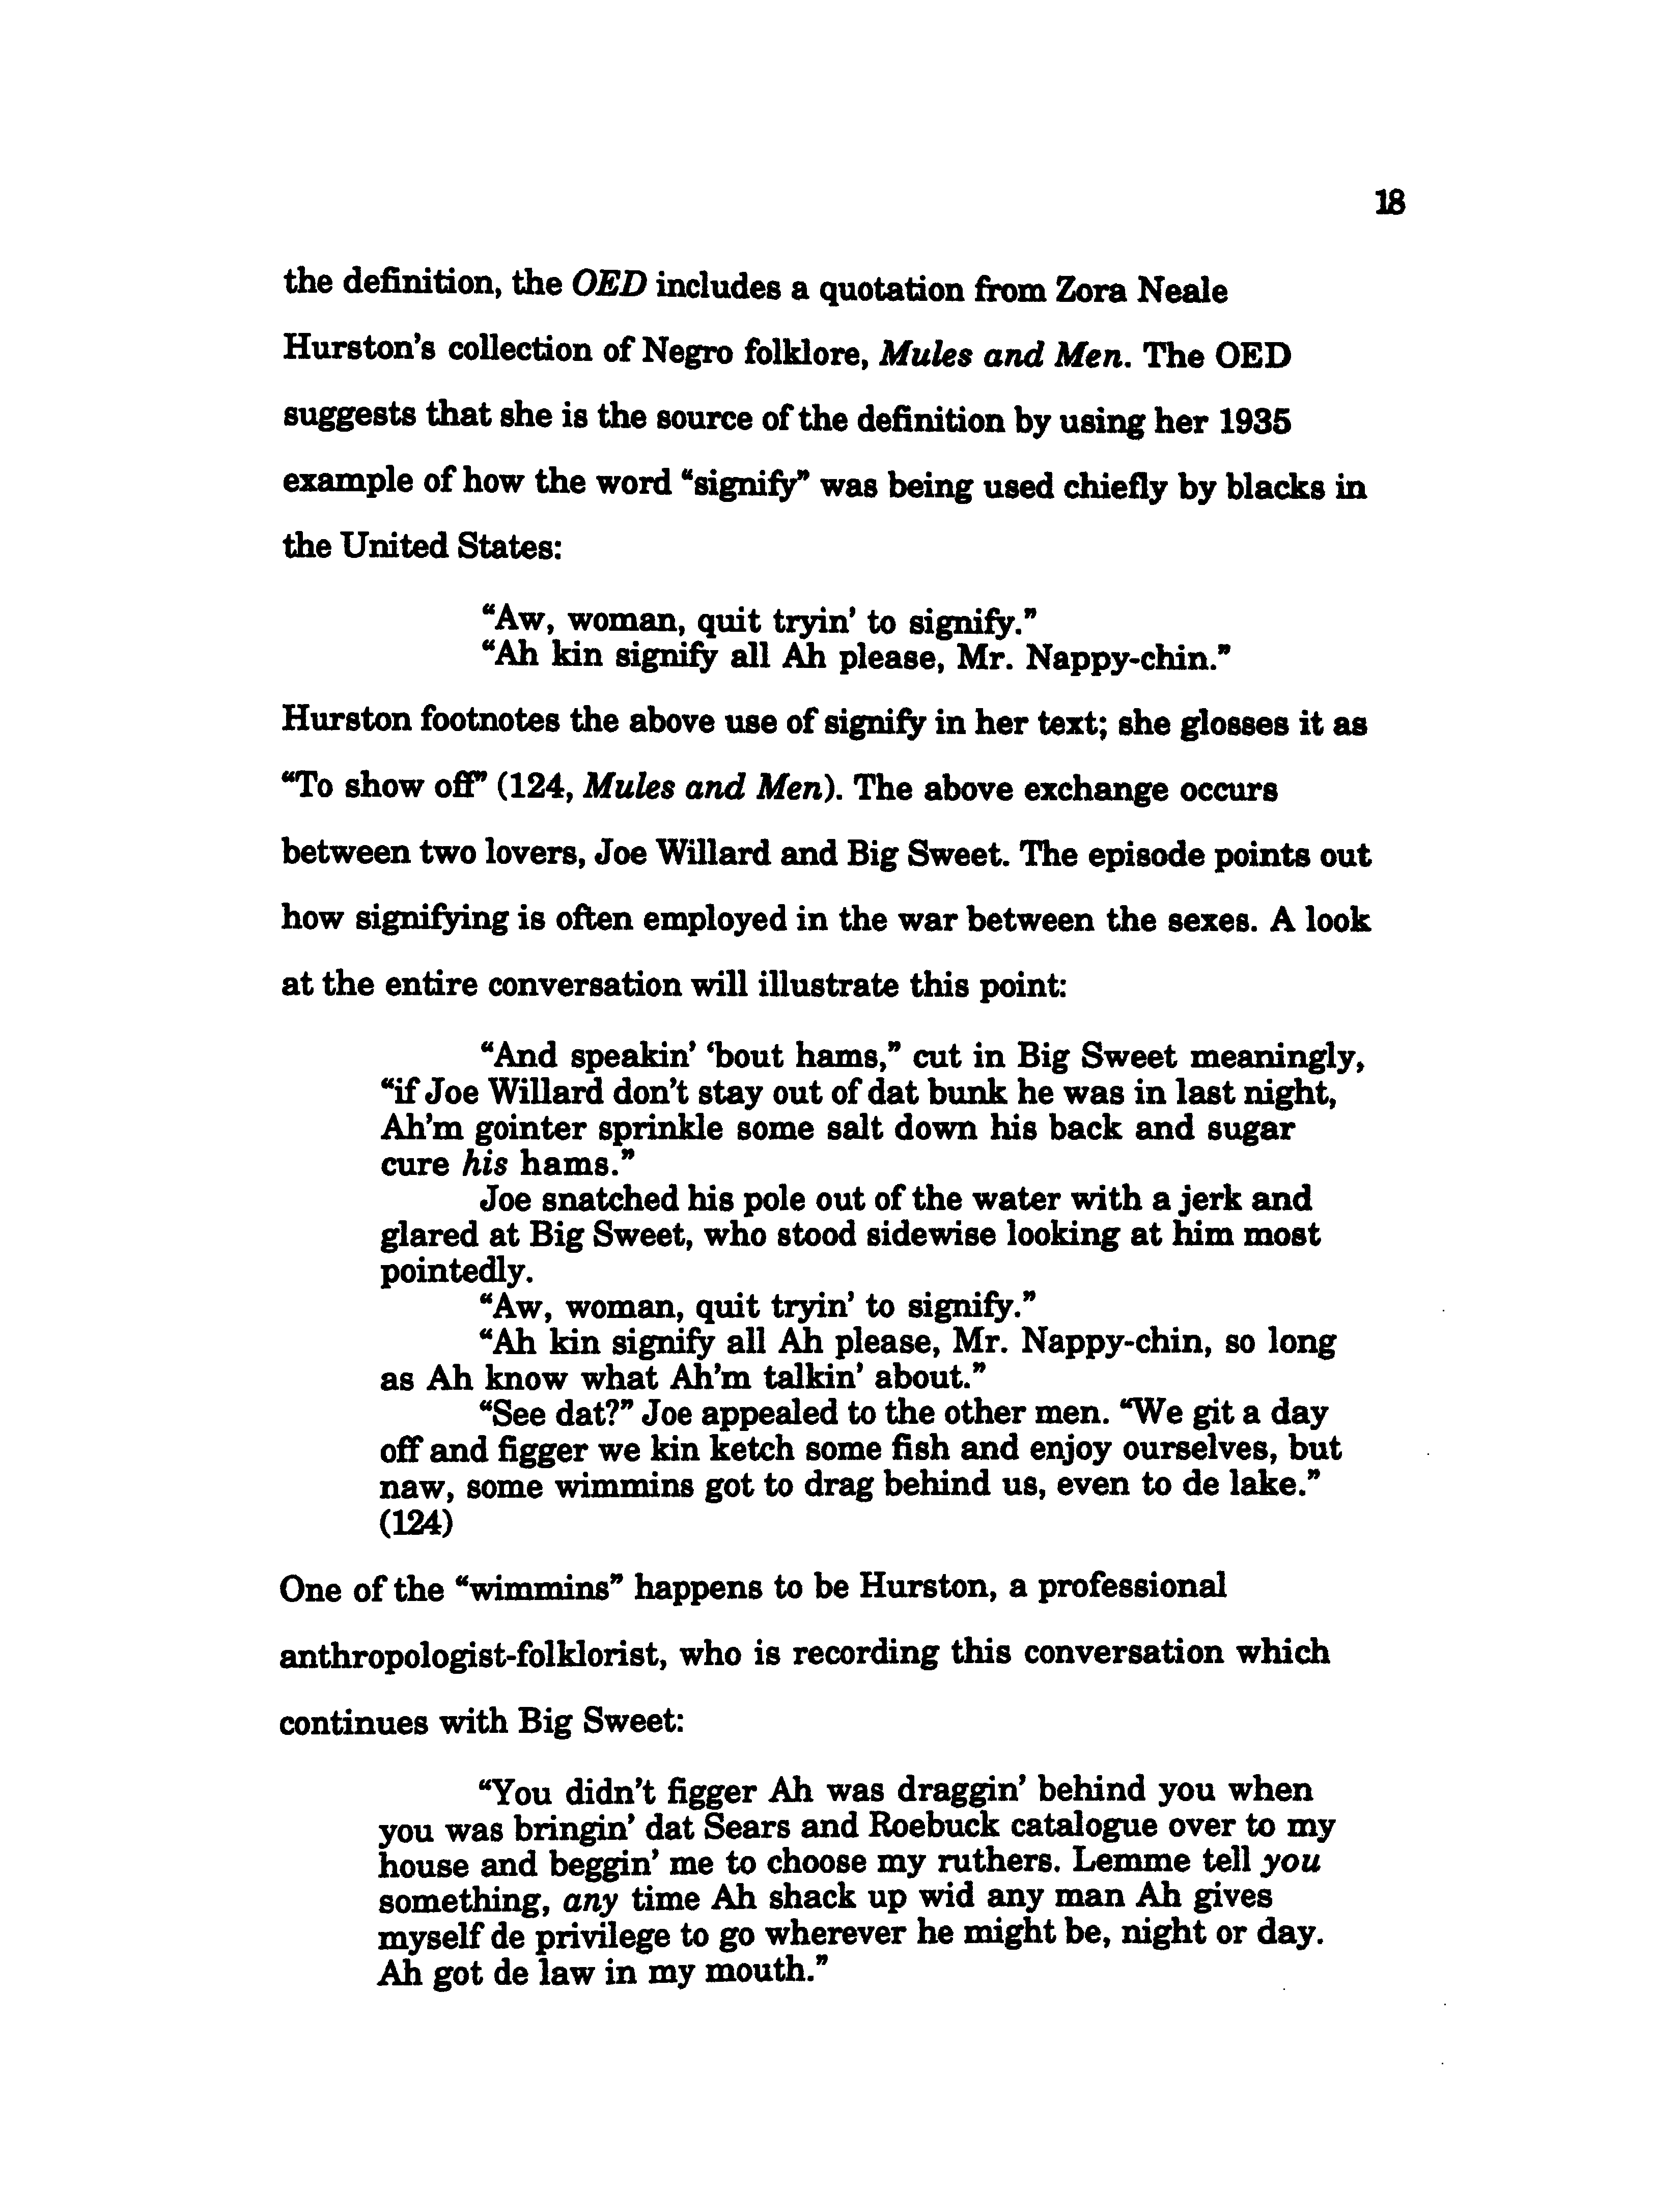 18
the definition, the OED includes a quotation from Zora Neale
Hurston's collection of Negro folklore, Mules and Men. The OED
suggests that she is the source of the definition by using her 1935
example of how the word “signify” was being used chiefly by blacks in
the United States:
“Aw, woman, quit tryin’ to signify.”
“Ah kin signify all Ah please, Mr. Nappy-chin.”
Hurston footnotes the above use of signify in her text; she glosses it as
“To show off” (124, Mules and Men). The above exchange occurs
between two lovers, Joe Willard and Big Sweet. The episode points out
how signifying is often employed in the war between the sexes. A look
at the entire conversation will illustrate this point:
“And speakin’ ‘bout hams,” cut in Big Sweet meaningly,
“if Joe Willard don’t stay out of dat bunk he was in last night,
Ah’m gointer sprinkle some salt down his back and sugar
cure his hams.”
Joe snatched his pole out of the water with a jerk and
glared at Big Sweet, who stood sidewise looking at him most
pointedly.
“Aw, woman, quit tryin’ to signify.”
“Ah kin signify all Ah please, Mr. Nappy-chin, so long
as Ah know what Ah’m talkin’ about.”
“See dat?” Joe appealed to the other men. “We git a day
off and figger we kin ketch some fish and enjoy ourselves, but
naw, some wimmins got to drag behind us, even to de lake.”
(124)
One of the “wimmins” happens to be Hurston, a professional
anthropologist-folklorist, who is recording this conversation which
continues with Big Sweet:
“You didn’t figger Ah was draggin’ behind you when
you was bringin’ dat Sears and Roebuck catalogue over to my
house and beggin’ me to choose my ruthers. Lemme tell you
something, any time Ah shack up wid any man Ah gives
myself de privilege to go wherever he might be, night or day.
Ah got de law in my mouth.”